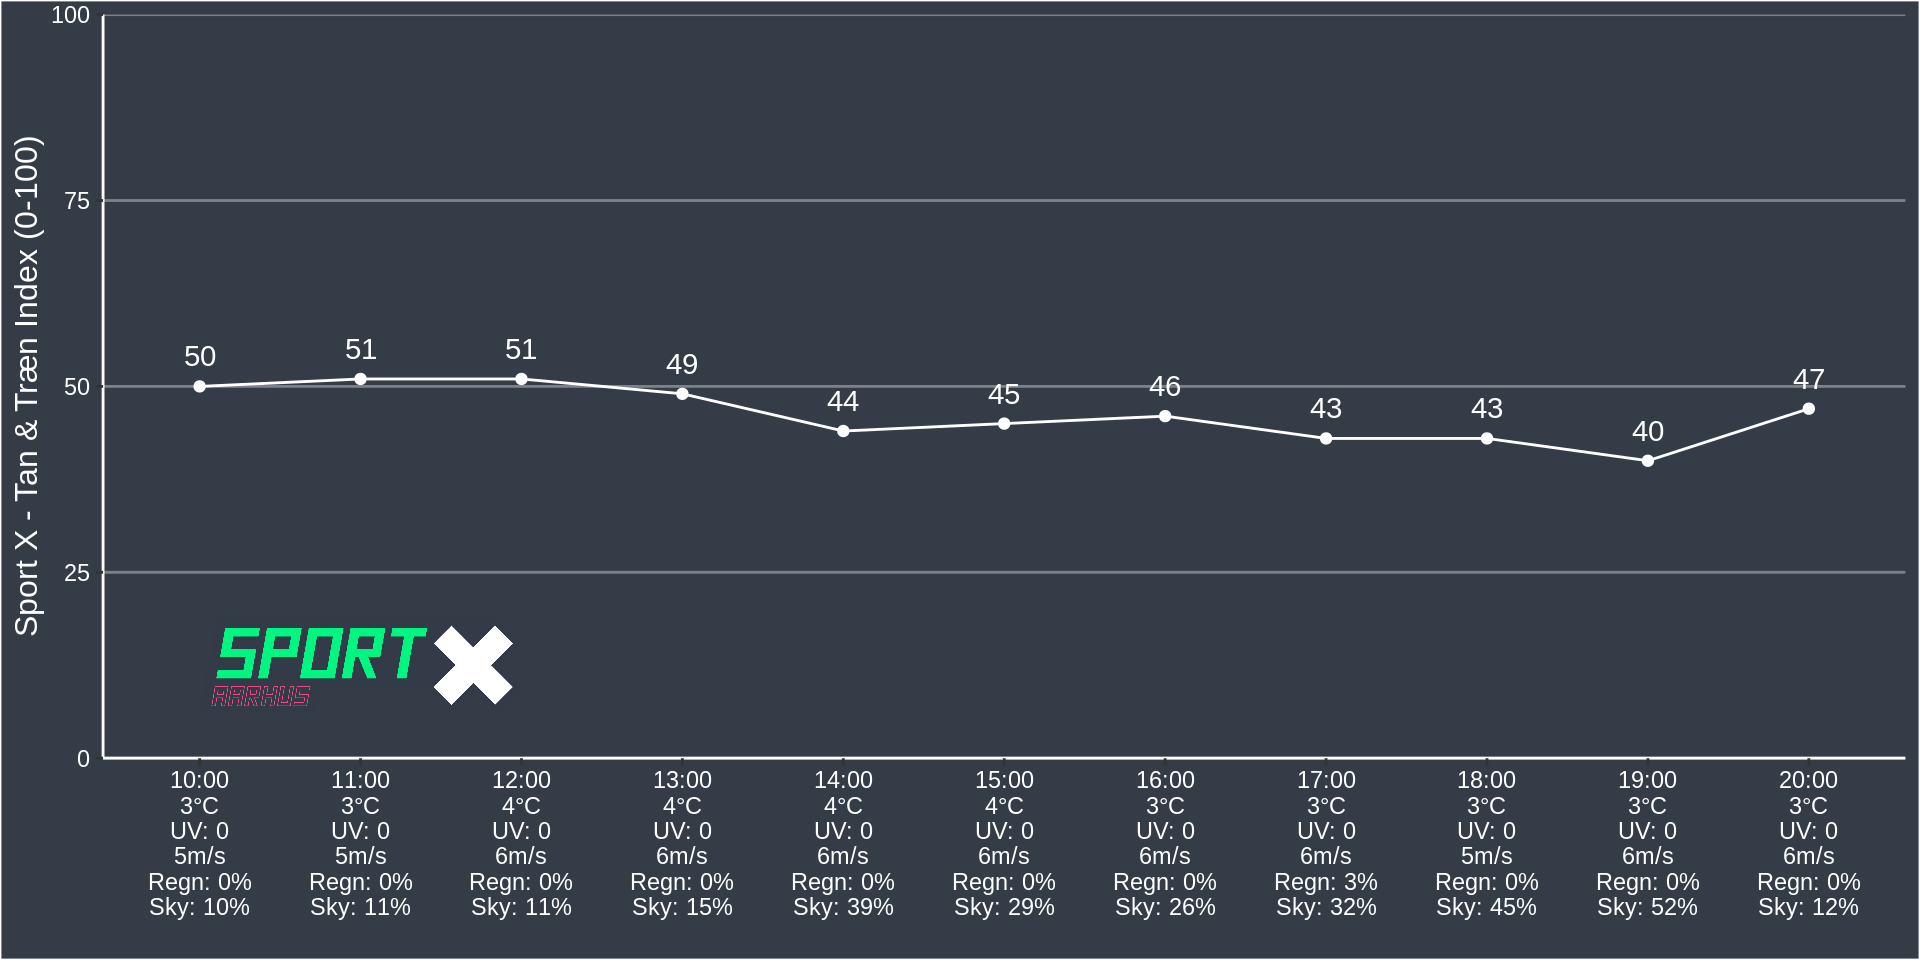 Sport X - Tan & Træn Index (0-100)
100
75
50
25
0
50 51 51 49 44 45 46 43 43 40 47
SPORT X
AARHUS
10:00 11:00 12:00 13:00 14:00 15:00 16:00 17:00 18:00 19:00 20:00
3°C 3°C 4°C 4°C 4°C 4°C 3°C 3°C 3°C 3°C 3°C
UV: 0 UV: 0 UV: 0 UV: 0 UV: 0 UV: 0 UV: 0 UV: 0 UV: 0 UV: 0 UV: 0
5m/s 5m/s 6m/s 6m/s 6m/s 6m/s 6m/s 6m/s 5m/s 6m/s 6m/s
Regn: 0% Regn: 0% Regn: 0% Regn: 0% Regn: 0% Regn: 0% Regn: 0% Regn: 3% Regn: 0% Regn: 0% Regn: 0%
Sky: 10% Sky: 11% Sky: 11% Sky: 15% Sky: 39% Sky: 29% Sky: 26% Sky: 32% Sky: 45% Sky: 52% Sky: 12%